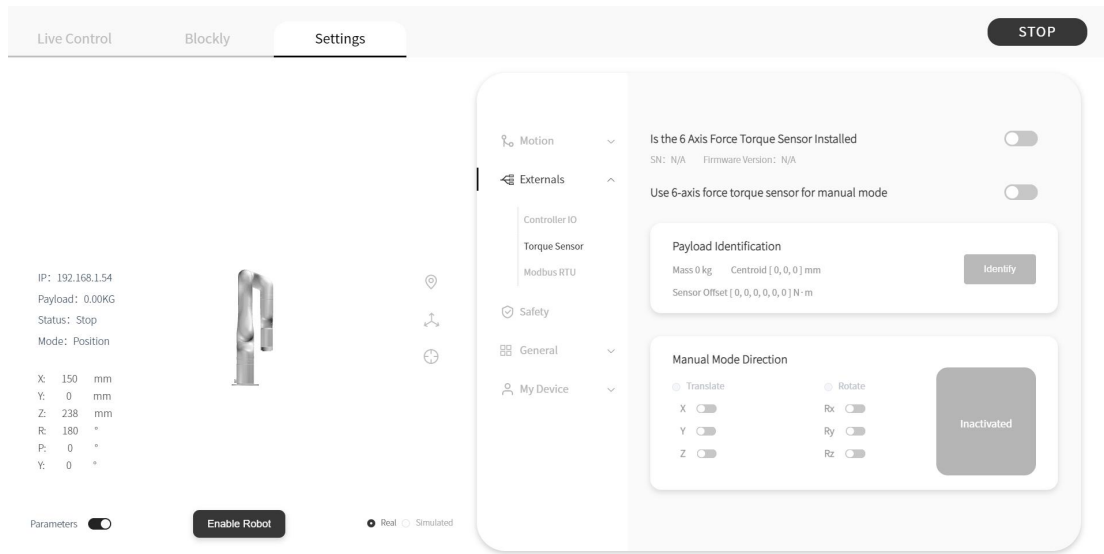 Live Control
Blockly
Settings
STOP
IP: 192.168.1.54
Payload: 0.00KG
Status: Stop
Mode: Position
X: 150 mm
Y: 0 mm
Z: 238 mm
R: 180 °
P: 0 °
Y: 0 °
Parameters
Enable Robot
Real
Simulated
Motion
Externals
Controller IO
Torque Sensor
Modbus RTU
Safety
General
My Device
Is the 6 Axis Force Torque Sensor Installed
SN: N/A Firmware Version: N/A
Use 6-axis force torque sensor for manual mode
Payload Identification
Mass 0 kg Centroid [ 0, 0, 0 ] mm
Sensor Offset [ 0, 0, 0, 0, 0, 0 ] N·m
Identify
Manual Mode Direction
Translate Rotate
X Rx
Y Ry
Z Rz
Inactivated